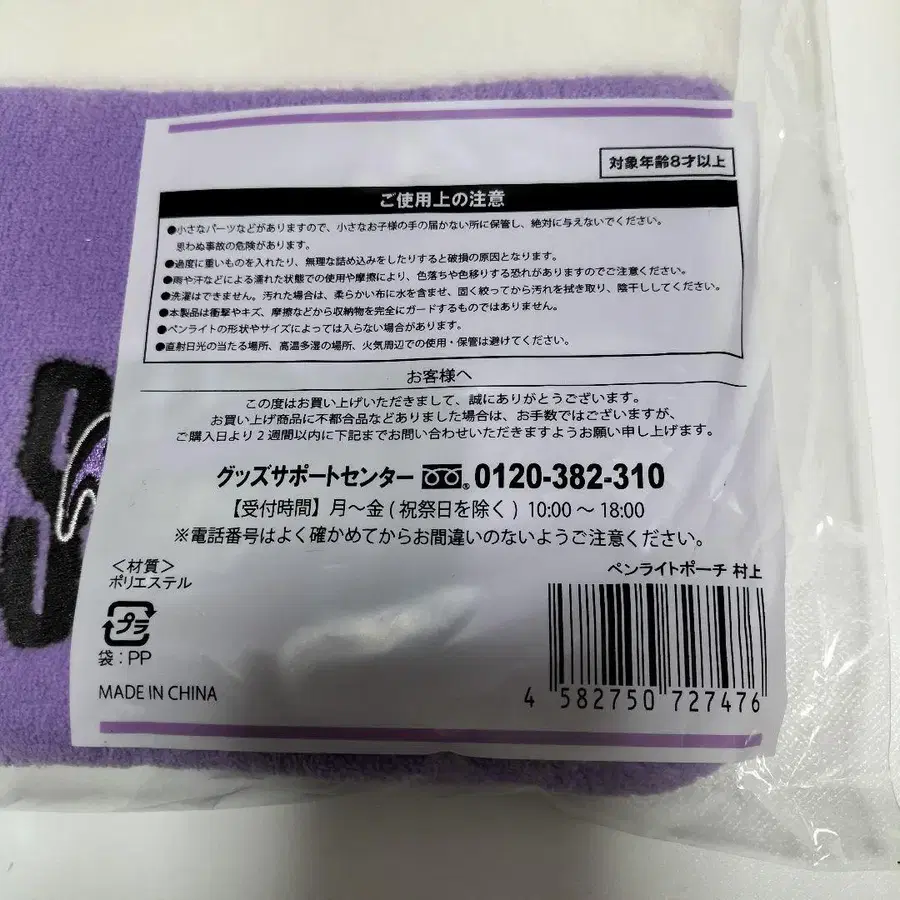 対象年齢8才以上
ご使用上の注意
●小さなパーツなどがありますので、小さなお子様の手の届かない所に保管し、絶対に与えないでください。
思わぬ事故の危険があります。
●過度に重いものを入れたり、無理な詰め込みをしたりすると破損の原因となります。
●雨や汗などによる濡れた状態での使用や摩擦により、色落ちや色移りする恐れがありますのでご注意ください。
●洗濯はできません。汚れた場合は、柔らかい布に水を含ませ、固く絞ってから汚れを拭き取り、陰干ししてください。
●本製品は衝撃やキズ、摩擦などから収納物を完全にガードするものではありません。
●ペンライトの形状やサイズによっては入らない場合があります。
●直射日光の当たる場所、高温多湿の場所、火気周辺での使用・保管は避けてください。
お客様へ
この度はお買い上げいただきまして、誠にありがとうございます。
お買い上げ商品に不都合品などありました場合は、お手数ではございますが、
ご購入日より2週間以内に下記までお問い合わせいただきますようお願い申し上げます。
グッズサポートセンター 0120-382-310
【受付時間】月〜金(祝祭日を除く) 10:00〜18:00
※電話番号はよく確かめてからお間違いのないようご注意ください。
<材質>
ポリエステル
プラ
袋:PP
MADE IN CHINA
ペンライトポーチ 村上
4 582750 727476